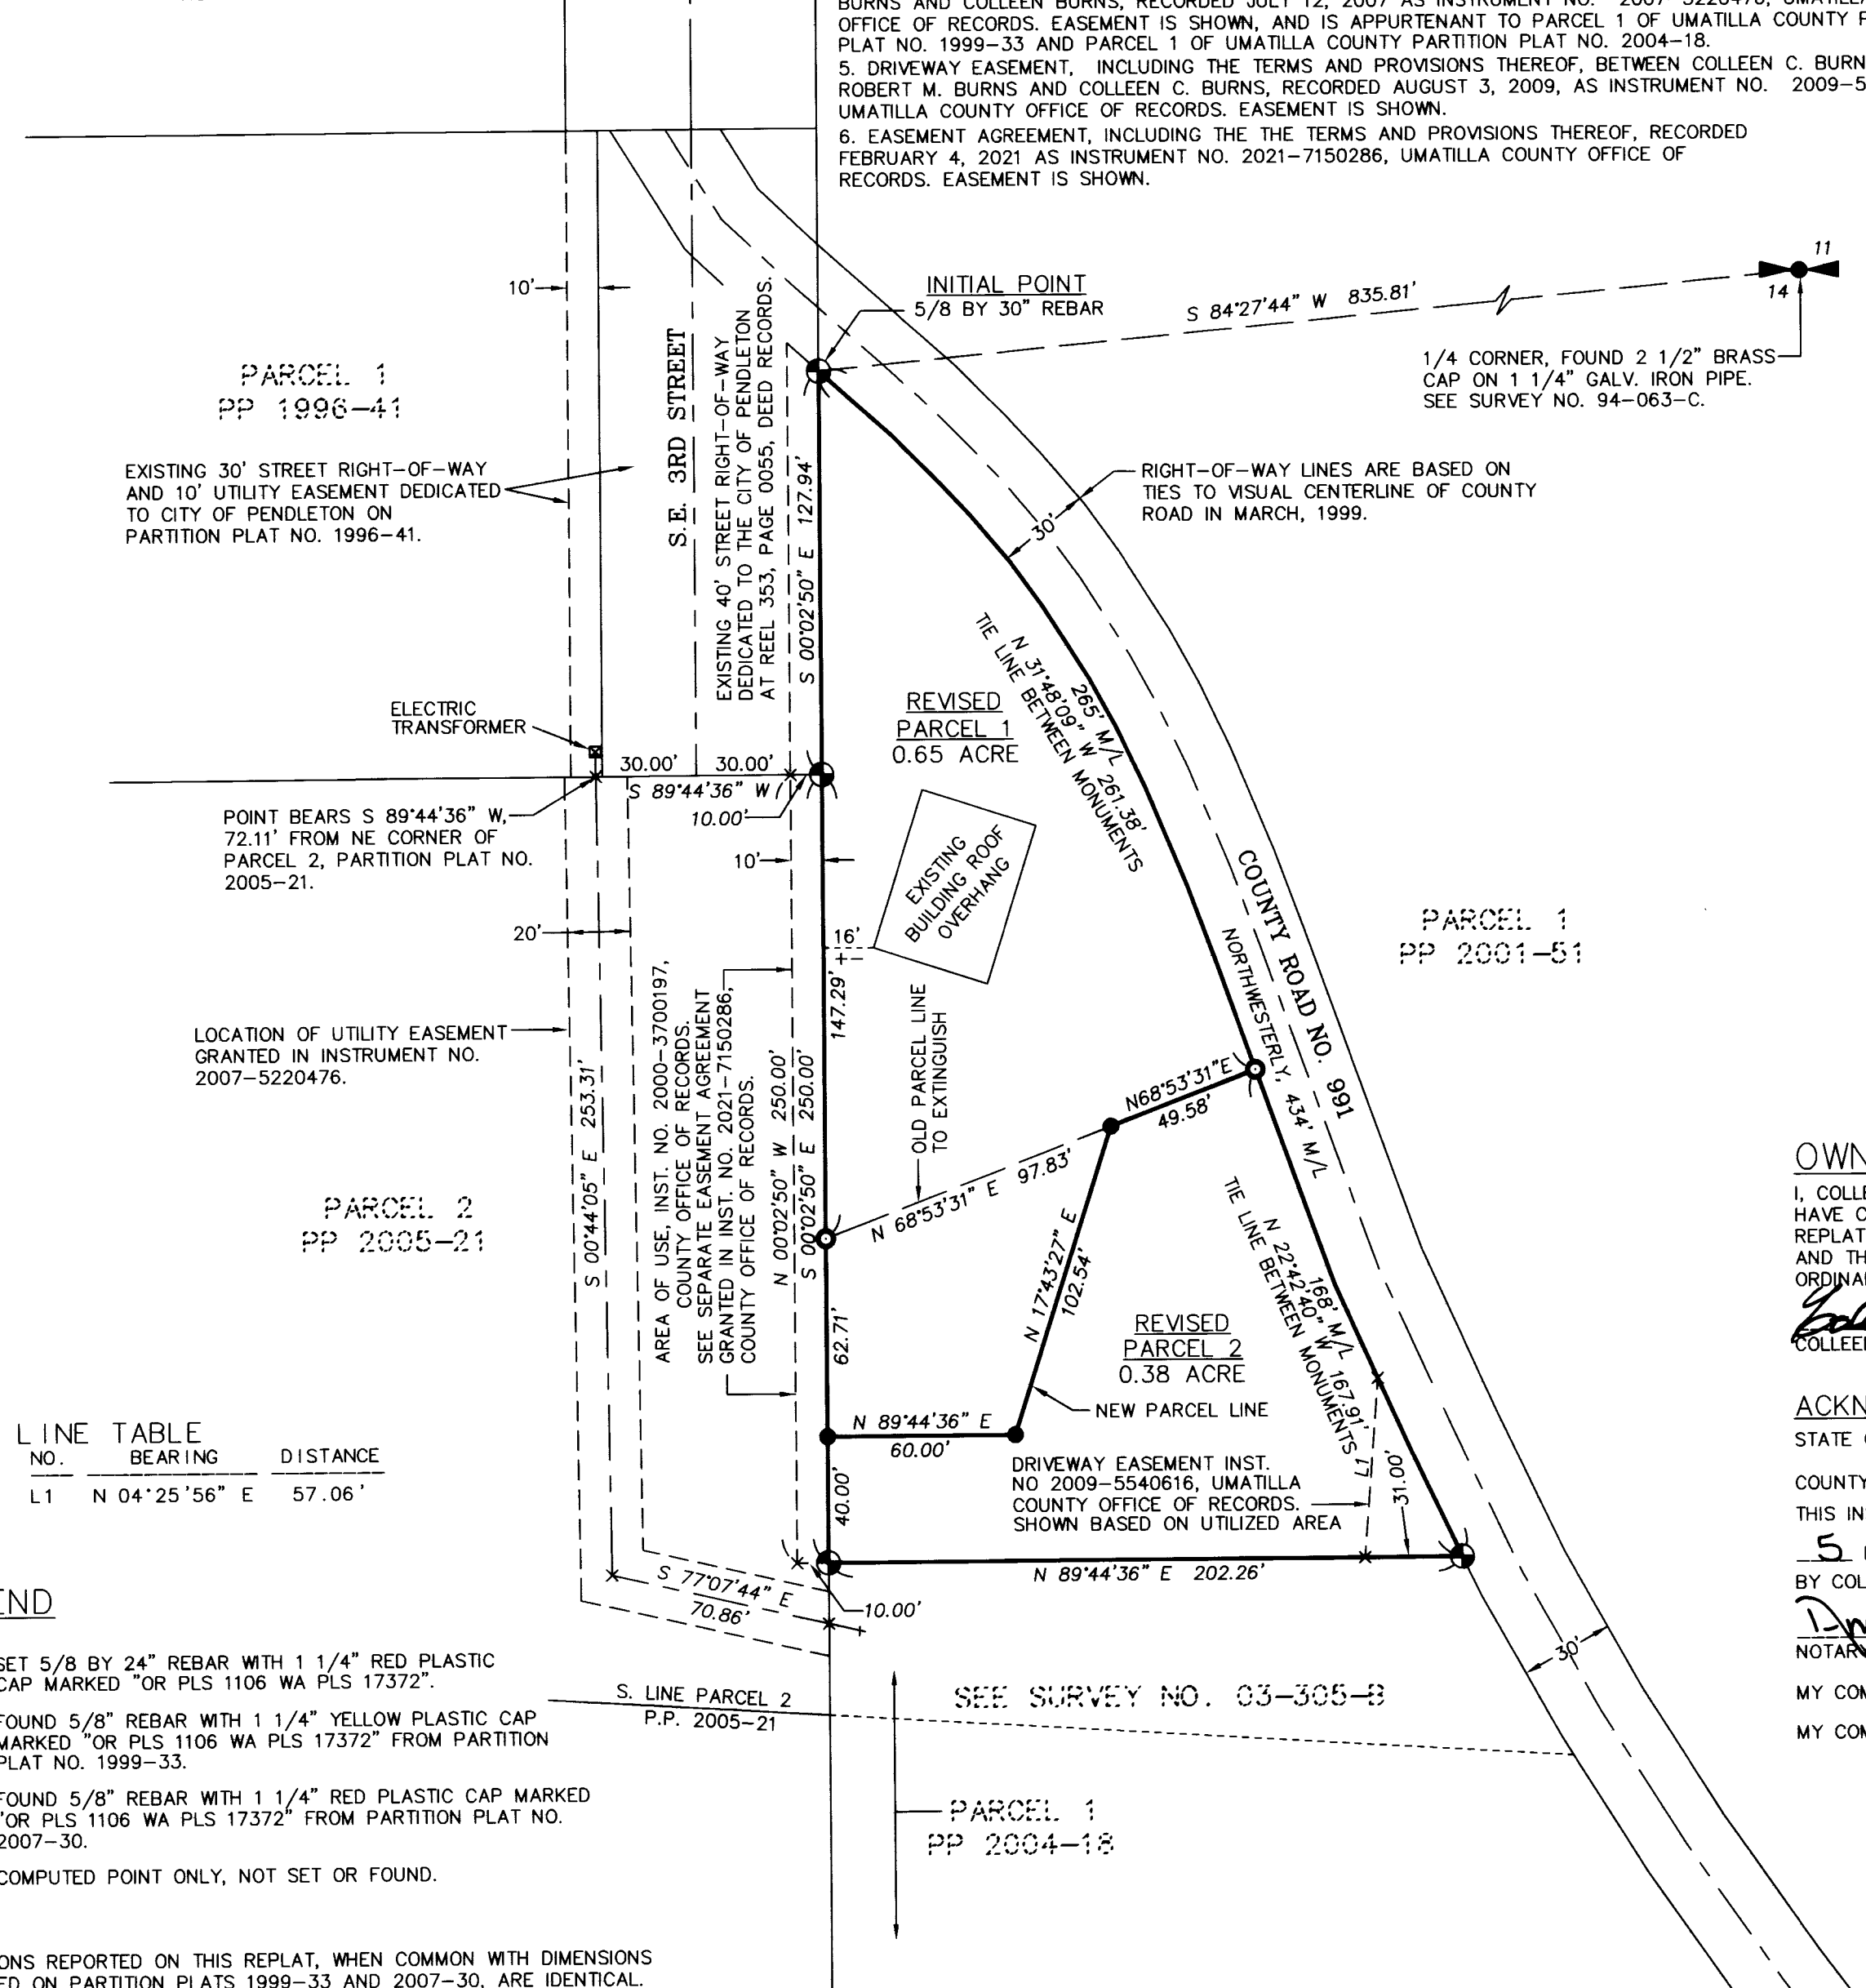 BURNS AND COLLEEN BURNS, RECORDED JULY 12, 2007 AS INSTRUMENT NO. 2007-5220476,
OFFICE OF RECORDS. EASEMENT IS SHOWN, AND IS APPURTENANT TO PARCEL 1 OF UMATILLA COUNTY
PLAT NO. 1999-33 AND PARCEL 1 OF UMATILLA COUNTY PARTITION PLAT NO. 2004-18.
5. DRIVEWAY EASEMENT, INCLUDING THE TERMS AND PROVISIONS THEREOF, BETWEEN COLLEEN C. BURN
ROBERT M. BURNS AND COLLEEN C. BURNS, RECORDED AUGUST 3, 2009, AS INSTRUMENT NO. 2009-5
UMATILLA COUNTY OFFICE OF RECORDS. EASEMENT IS SHOWN.
6. EASEMENT AGREEMENT, INCLUDING THE THE TERMS AND PROVISIONS THEREOF, RECORDED
FEBRUARY 4, 2021 AS INSTRUMENT NO. 2021-7150286, UMATILLA COUNTY OFFICE OF
RECORDS. EASEMENT IS SHOWN.
11
14
S 84°27'44" W 835.81'
INITIAL POINT
5/8 BY 30" REBAR
10'
1/4 CORNER, FOUND 2 1/2" BRASS
CAP ON 1 1/4" GALV. IRON PIPE.
SEE SURVEY NO. 94-063-C.
PARCEL 1
PP 1996-41
EXISTING 30' STREET RIGHT-OF-WAY
AND 10' UTILITY EASEMENT DEDICATED
TO CITY OF PENDLETON ON
PARTITION PLAT NO. 1996-41.
S.E. 3RD STREET
EXISTING 40' STREET RIGHT-OF-WAY
DEDICATED TO THE CITY OF PENDLETON
AT REEL 353, PAGE 0055, DEED RECORDS.
S 00°02'50" E 127.94'
RIGHT-OF-WAY LINES ARE BASED ON
TIES TO VISUAL CENTERLINE OF COUNTY
ROAD IN MARCH, 1999.
30'
265' M/L
N 31°48'09" W 261.38'
TIE LINE BETWEEN MONUMENTS
REVISED
PARCEL 1
0.65 ACRE
ELECTRIC
TRANSFORMER
30.00' 30.00'
S 89°44'36" W
10.00'
POINT BEARS S 89°44'36" W,
72.11' FROM NE CORNER OF
PARCEL 2, PARTITION PLAT NO.
2005-21.
10'
EXISTING
BUILDING ROOF
OVERHANG
16'
+-
20'
COUNTY ROAD NO. 991
NORTHWESTERLY, 434' M/L
PARCEL 1
PP 2001-51
LOCATION OF UTILITY EASEMENT
GRANTED IN INSTRUMENT NO.
2007-5220476.
S 00°44'05" E 253.31'
AREA OF USE, INST. NO. 2000-3700197,
COUNTY OFFICE OF RECORDS.
SEE SEPARATE EASEMENT AGREEMENT
GRANTED IN INST. NO. 2021-7150286,
COUNTY OFFICE OF RECORDS.
N 00°02'50" W 250.00'
S 00°02'50" E 250.00'
147.29'
OLD PARCEL LINE
TO EXTINGUISH
N68°53'31"E
49.58'
N 68°53'31" E 97.83'
N 17°43'27" E
102.54'
62.71'
PARCEL 2
PP 2005-21
REVISED
PARCEL 2
0.38 ACRE
168' M/L
N 22°42'40" W 167.91'
TIE LINE BETWEEN MONUMENTS
NEW PARCEL LINE
N 89°44'36" E
60.00'
40.00'
DRIVEWAY EASEMENT INST.
NO 2009-5540616, UMATILLA
COUNTY OFFICE OF RECORDS.
SHOWN BASED ON UTILIZED AREA
L1
31.00'
N 89°44'36" E 202.26'
10.00'
S 77°07'44" E
70.86'
LINE TABLE
NO. BEARING DISTANCE
L1 N 04°25'56" E 57.06'
END
SET 5/8 BY 24" REBAR WITH 1 1/4" RED PLASTIC
CAP MARKED "OR PLS 1106 WA PLS 17372".
FOUND 5/8" REBAR WITH 1 1/4" YELLOW PLASTIC CAP
MARKED "OR PLS 1106 WA PLS 17372" FROM PARTITION
PLAT NO. 1999-33.
FOUND 5/8" REBAR WITH 1 1/4" RED PLASTIC CAP MARKED
"OR PLS 1106 WA PLS 17372" FROM PARTITION PLAT NO.
2007-30.
COMPUTED POINT ONLY, NOT SET OR FOUND.
ONS REPORTED ON THIS REPLAT, WHEN COMMON WITH DIMENSIONS
ED ON PARTITION PLATS 1999-33 AND 2007-30, ARE IDENTICAL.
S. LINE PARCEL 2
P.P. 2005-21
SEE SURVEY NO. 03-305-B
30'
PARCEL 1
PP 2004-18
OWN
I, COLLE
HAVE C
REPLAT
AND TH
ORDINA
COLLEE
ACKN
STATE
COUNTY
THIS IN
5
BY COL
NOTAR
MY COM
MY COM